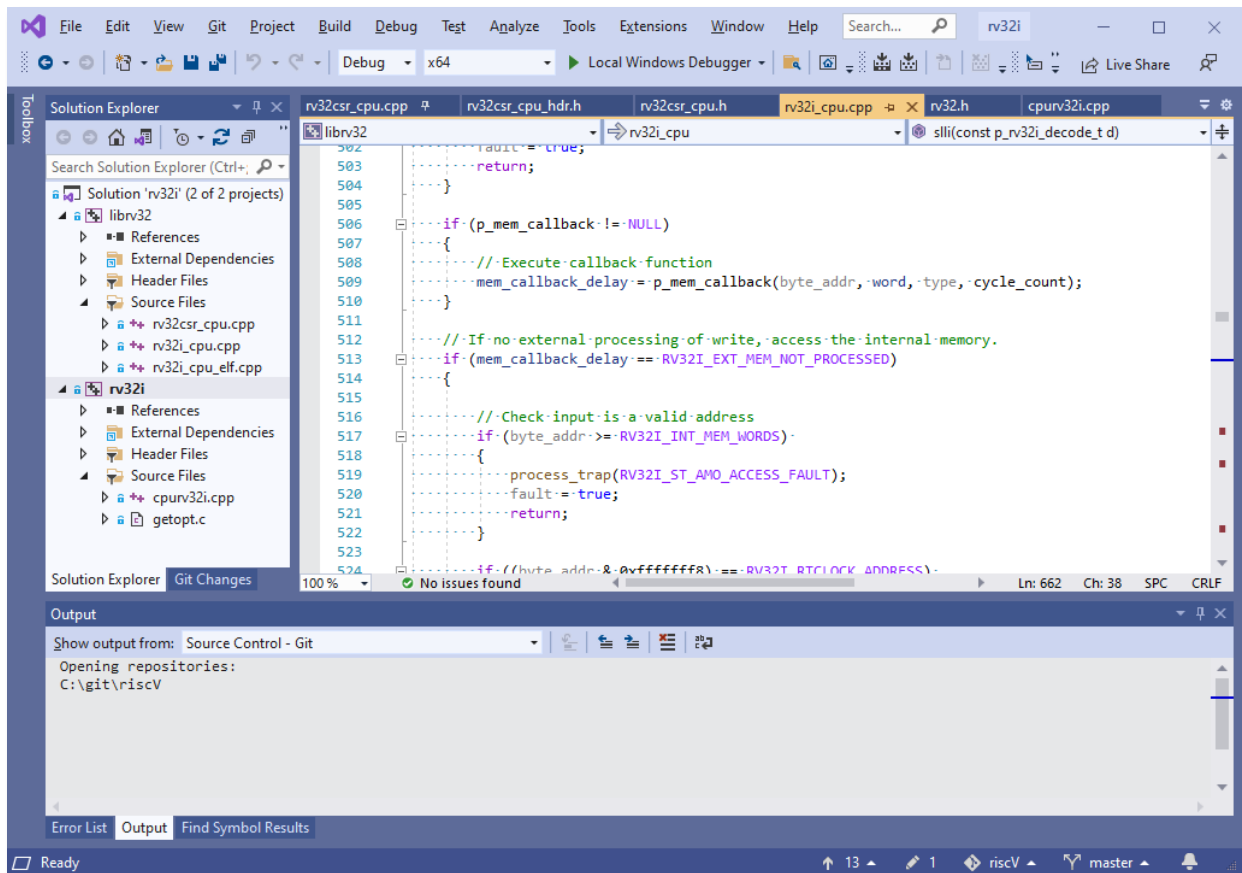 File Edit View Git Project Build Debug Test Analyze Tools Extensions Window Help Search... rv32i
Debug x64 Local Windows Debugger Live Share
Toolbox
Solution Explorer
Search Solution Explorer (Ctrl+;
Solution 'rv32i' (2 of 2 projects)
librv32
References
External Dependencies
Header Files
Source Files
rv32csr_cpu.cpp
rv32i_cpu.cpp
rv32i_cpu_elf.cpp
rv32i
References
External Dependencies
Header Files
Source Files
cpurv32i.cpp
getopt.c
Solution Explorer Git Changes
rv32csr_cpu.cpp rv32csr_cpu_hdr.h rv32csr_cpu.h rv32i_cpu.cpp rv32.h cpurv32i.cpp
librv32 rv32i_cpu slli(const p_rv32i_decode_t d)
502 fault = true;
503 return;
504 }
505
506 if (p_mem_callback != NULL)
507 {
508 // Execute callback function
509 mem_callback_delay = p_mem_callback(byte_addr, word, type, cycle_count);
510 }
511
512 // If no external processing of write, access the internal memory.
513 if (mem_callback_delay == RV32I_EXT_MEM_NOT_PROCESSED)
514 {
515
516 // Check input is a valid address
517 if (byte_addr >= RV32I_INT_MEM_WORDS)
518 {
519 process_trap(RV32I_ST_AMO_ACCESS_FAULT);
520 fault = true;
521 return;
522 }
523
524 if ((byte_addr & 0xfffffff8) == RV32I_RTCLOCK_ADDRESS)
100 % No issues found Ln: 662 Ch: 38 SPC CRLF
Output
Show output from: Source Control - Git
Opening repositories:
C:\git\riscV
Error List Output Find Symbol Results
Ready 13 1 riscV master